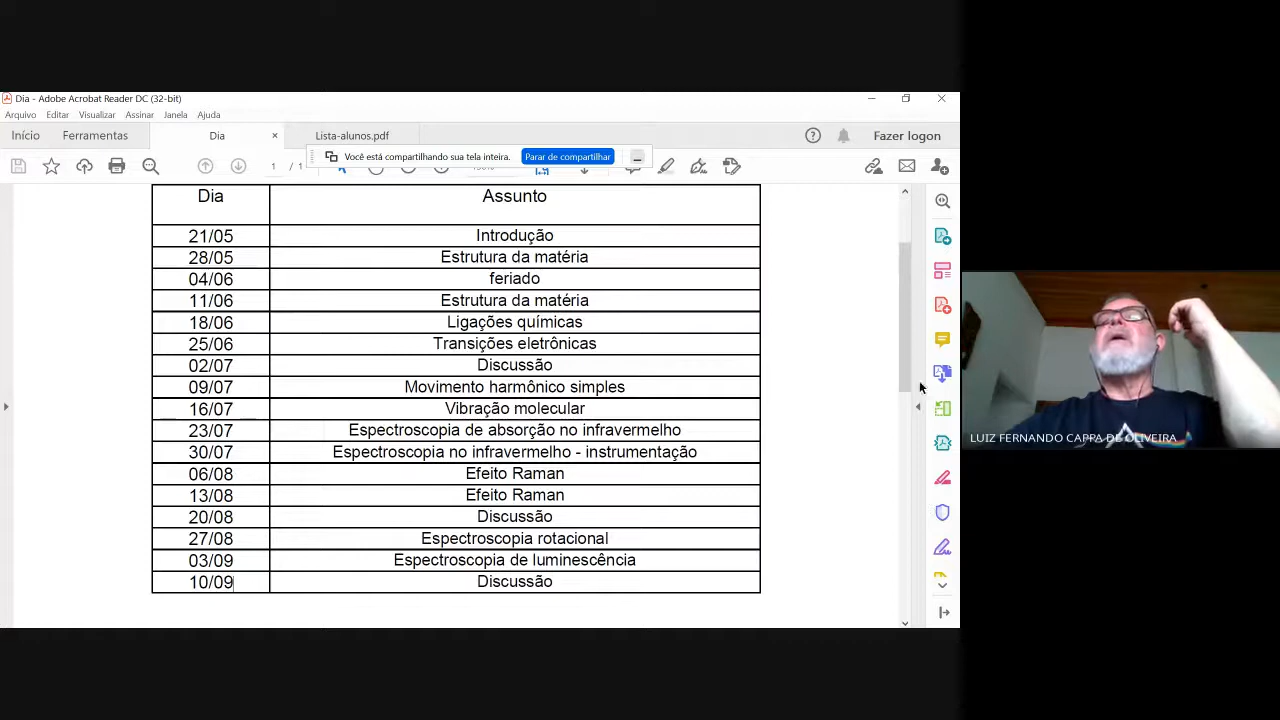 Dia - Adobe Acrobat Reader DC (32-bit)
Arquivo Editar Visualizar Assinar Janela Ajuda
Início Ferramentas Dia × Lista-alunos.pdf Fazer logon
1 / 1 Você está compartilhando sua tela inteira. Parar de compartilhar
Dia Assunto
21/05 Introdução
28/05 Estrutura da matéria
04/06 feriado
11/06 Estrutura da matéria
18/06 Ligações químicas
25/06 Transições eletrônicas
02/07 Discussão
09/07 Movimento harmônico simples
16/07 Vibração molecular
23/07 Espectroscopia de absorção no infravermelho
30/07 Espectroscopia no infravermelho - instrumentação
06/08 Efeito Raman
13/08 Efeito Raman
20/08 Discussão
27/08 Espectroscopia rotacional
03/09 Espectroscopia de luminescência
10/09 Discussão
LUIZ FERNANDO CAPPA DE OLIVEIRA